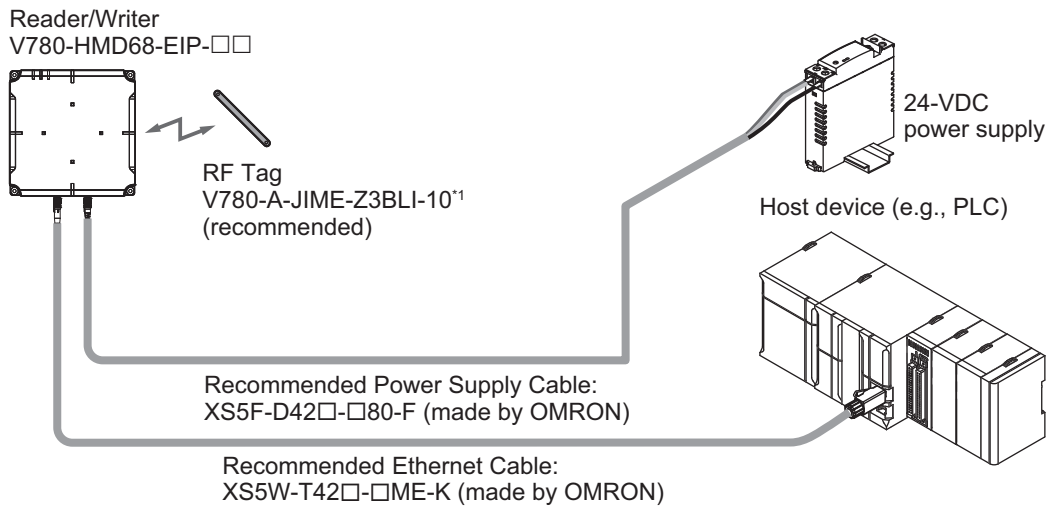 Reader/Writer
V780-HMD68-EIP-□□
RF Tag
V780-A-JIME-Z3BLI-10*1
(recommended)
24-VDC
power supply
Host device (e.g., PLC)
Recommended Power Supply Cable:
XS5F-D42□-□80-F (made by OMRON)
Recommended Ethernet Cable:
XS5W-T42□-□ME-K (made by OMRON)